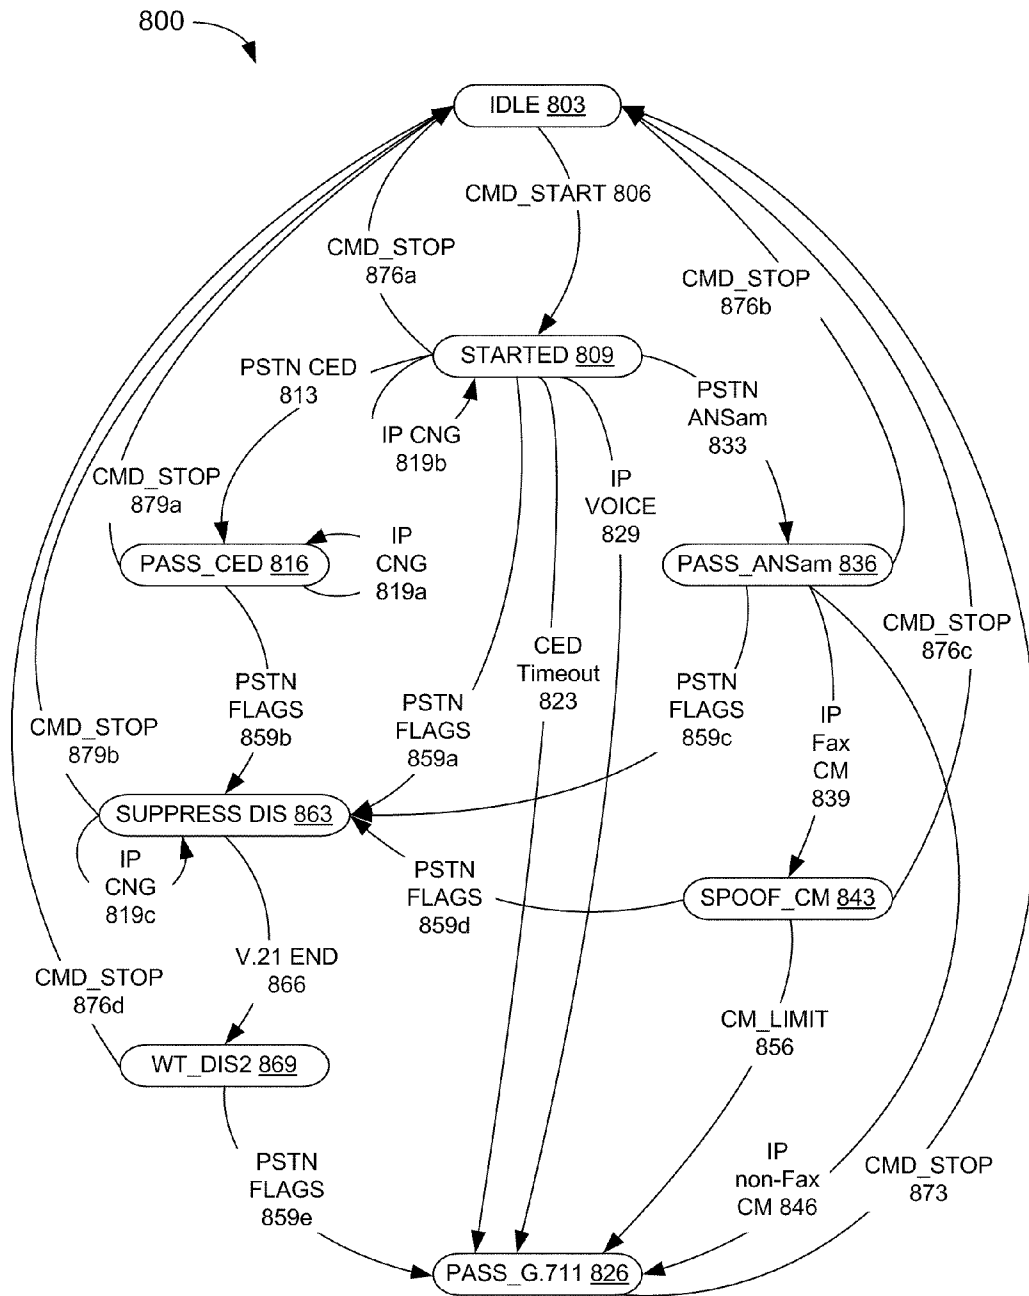 800
IDLE 803
CMD_START 806
CMD_STOP
876a
CMD_STOP
876b
STARTED 809
PSTN CED
813
IP CNG
819b
PSTN
ANSam
833
IP
VOICE
829
CMD_STOP
879a
IP
CNG
819a
PASS_CED 816
PASS_ANSam 836
CMD_STOP
876c
CED
Timeout
823
PSTN
FLAGS
859b
PSTN
FLAGS
859a
PSTN
FLAGS
859c
IP
Fax
CM
839
CMD_STOP
879b
SUPPRESS DIS 863
IP
CNG
819c
PSTN
FLAGS
859d
SPOOF_CM 843
V.21 END
866
CMD_STOP
876d
CM_LIMIT
856
WT_DIS2 869
PSTN
FLAGS
859e
IP
non-Fax
CM 846
CMD_STOP
873
PASS_G.711 826